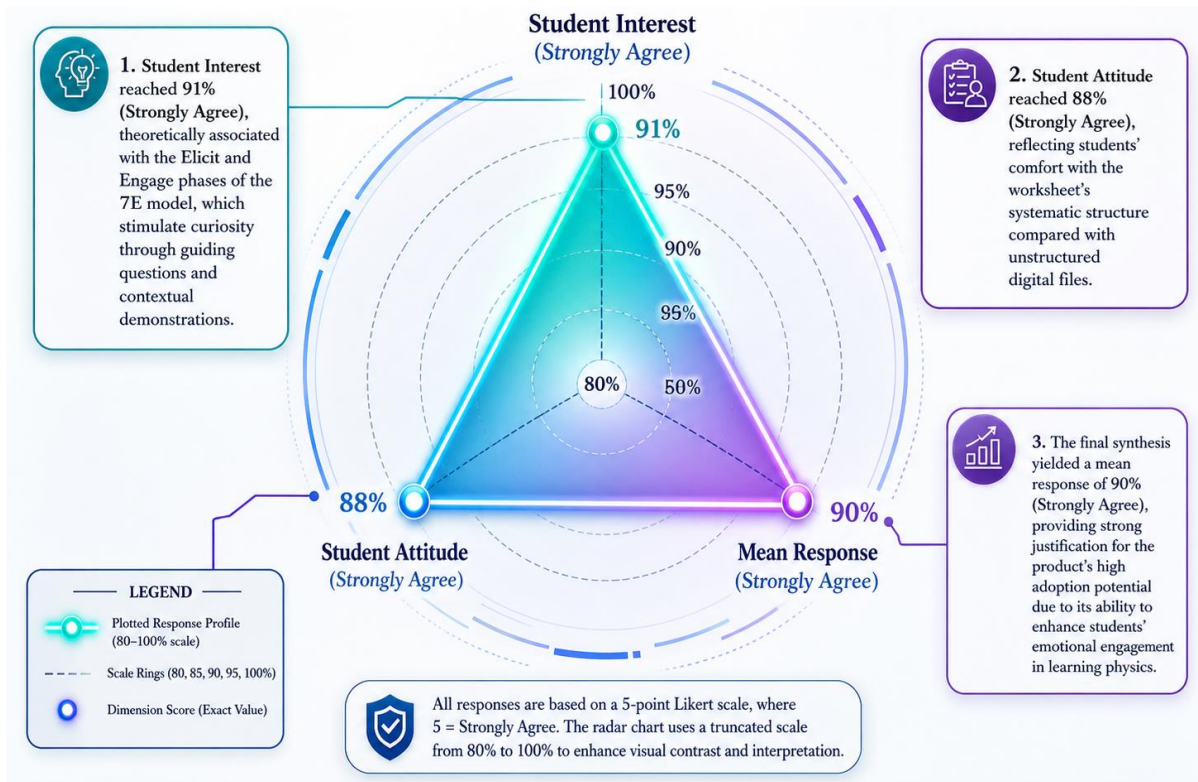 Student Interest
(Strongly Agree)
1. Student Interest
reached 91%
(Strongly Agree),
theoretically associated
with the Elicit and
Engage phases of the
7E model, which
stimulate curiosity
through guiding
questions and
contextual
demonstrations.
100%
91%
95%
90%
80%
88%
90%
Student Attitude
(Strongly Agree)
Mean Response
(Strongly Agree)
2. Student Attitude
reached 88%
(Strongly Agree),
reflecting students'
comfort with the
worksheet's
systematic structure
compared with
unstructured
digital files.
3. The final synthesis
yielded a mean
response of 90%
(Strongly Agree),
providing strong
justification for the
product's high
adoption potential
due to its ability to
enhance students'
emotional engagement
in learning physics.
LEGEND
Plotted Response Profile
(80–100% scale)
Scale Rings (80, 85, 90, 95, 100%)
Dimension Score (Exact Value)
All responses are based on a 5-point Likert scale, where
5 = Strongly Agree. The radar chart uses a truncated scale
from 80% to 100% to enhance visual contrast and interpretation.